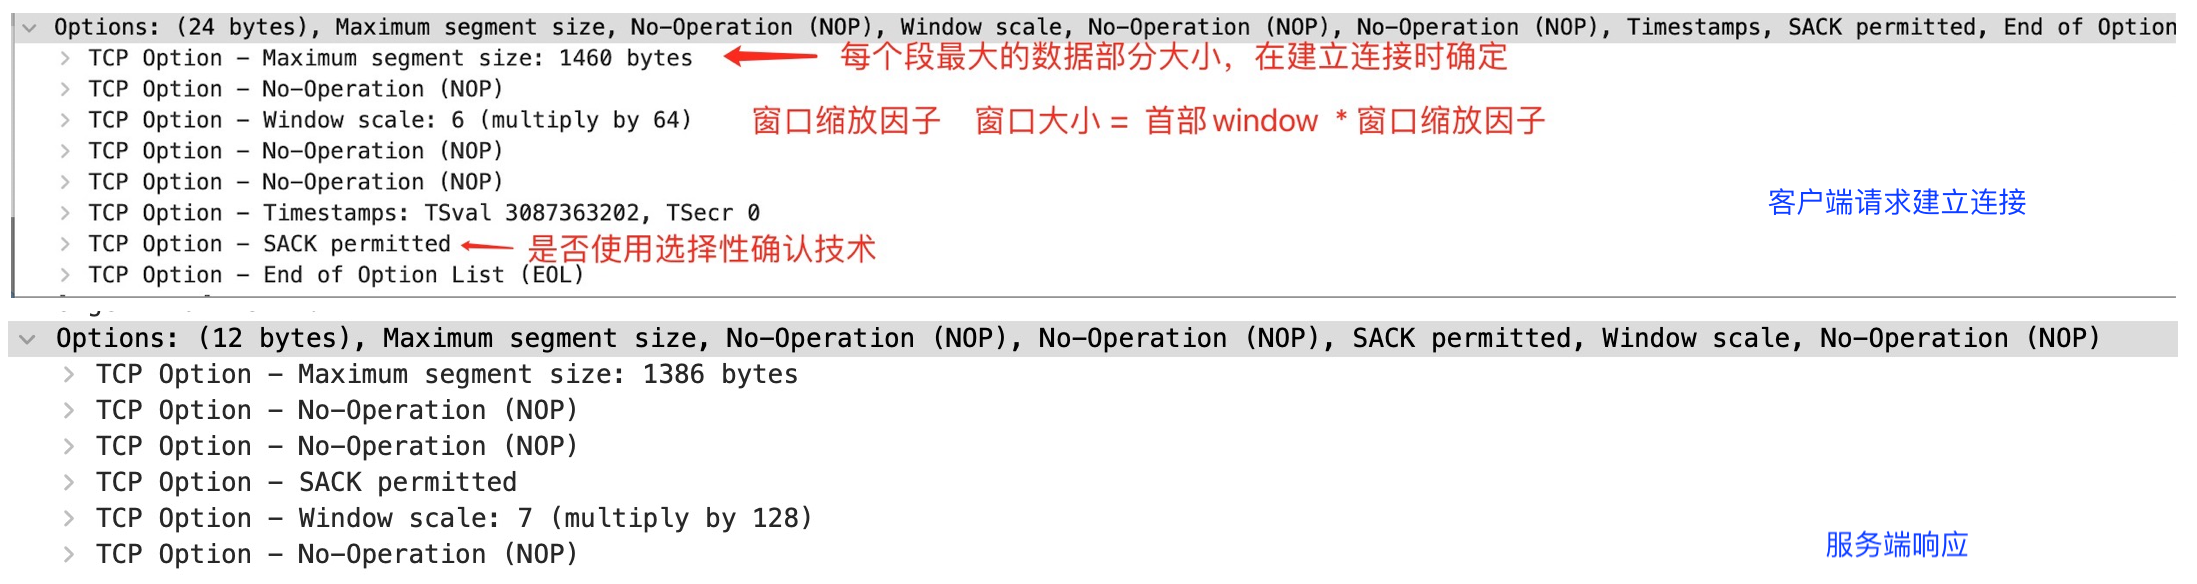 Options: (24 bytes), Maximum segment size, No-Operation (NOP), Window scale, No-Operation (NOP), No-Operation (NOP), Timestamps, SACK permitted, End of Option
TCP Option - Maximum segment size: 1460 bytes 每个段最大的数据部分大小，在建立连接时确定
TCP Option - No-Operation (NOP)
TCP Option - Window scale: 6 (multiply by 64) 窗口缩放因子 窗口大小 = 首部window * 窗口缩放因子
TCP Option - No-Operation (NOP)
TCP Option - No-Operation (NOP)
客户端请求建立连接
TCP Option - Timestamps: TSval 3087363202, TSecr 0
TCP Option - SACK permitted 是否使用选择性确认技术
TCP Option - End of Option List (EOL)
Options: (12 bytes), Maximum segment size, No-Operation (NOP), No-Operation (NOP), SACK permitted, Window scale, No-Operation (NOP)
TCP Option - Maximum segment size: 1386 bytes
TCP Option - No-Operation (NOP)
TCP Option - No-Operation (NOP)
TCP Option - SACK permitted
TCP Option - Window scale: 7 (multiply by 128)
TCP Option - No-Operation (NOP) 服务端响应